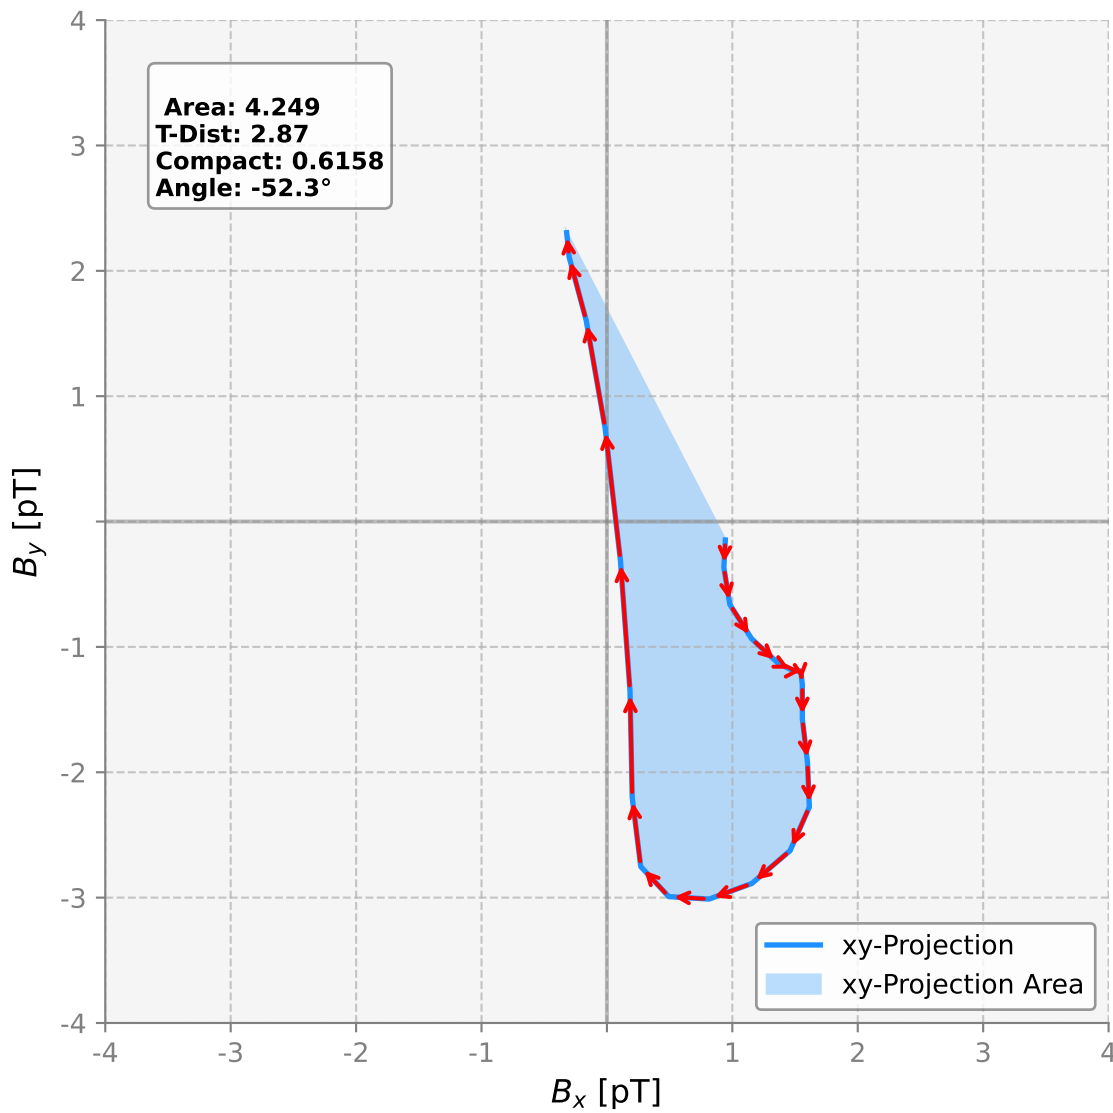 4
3
2
1
-1
-2
-3
-4
-4
-3
-2
-1
1
2
3
4
Area: 4.249
T-Dist: 2.87
Compact: 0.6158
Angle: -52.3°
xy-Projection
xy-Projection Area
B_y [pT]
B_x [pT]